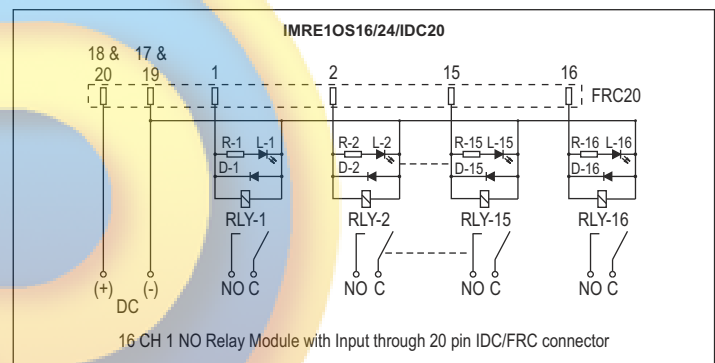 IMRE1OS16/24/IDC20
18 & 17 &
20 19 1 2 15 16
FRC20
R-1 L-1 R-2 L-2 R-15 L-15 R-16 L-16
D-1 D-2 D-15 D-16
RLY-1 RLY-2 RLY-15 RLY-16
(+) (-) NO C NO C NO C NO C
DC
16 CH 1 NO Relay Module with Input through 20 pin IDC/FRC connector